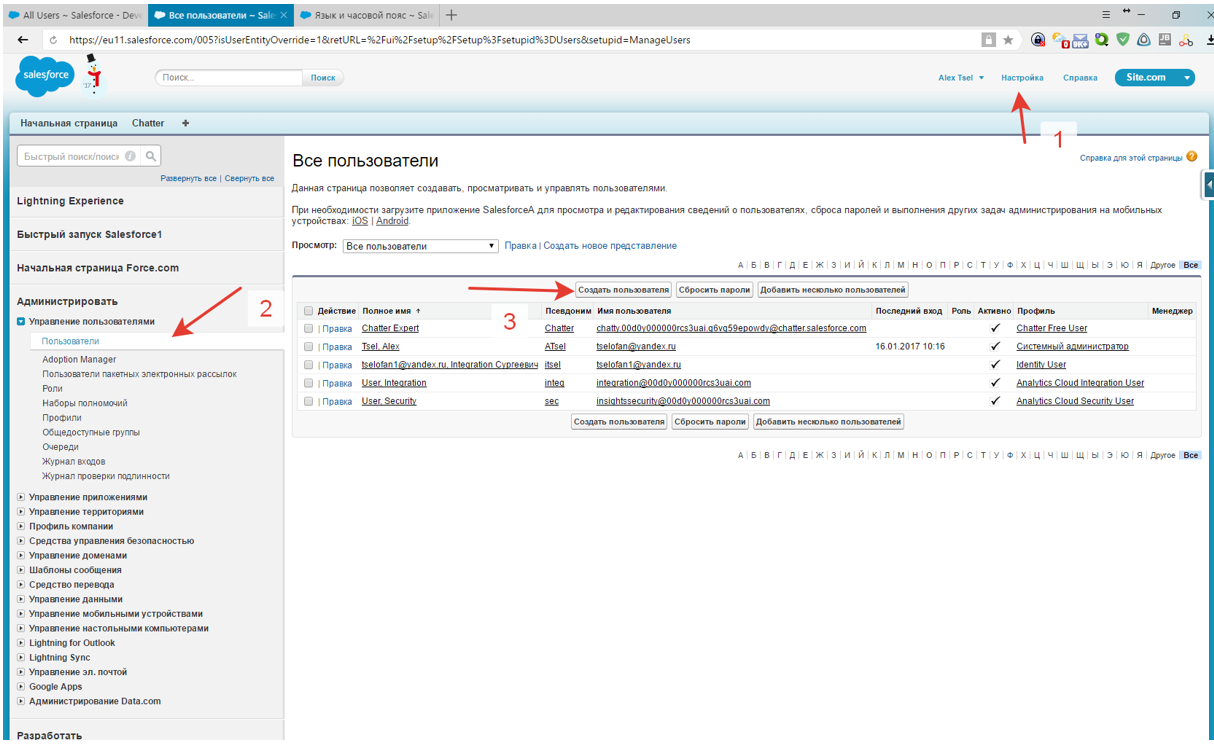 All Users ~ Salesforce - Deve
Все пользователи ~ Sale
Язык и часовой пояс ~ Sale
https://eu11.salesforce.com/005?isUserEntityOverride=1&retURL=%2Fui%2Fsetup%2FSetup%3Fsetupid%3DUsers&setupid=ManageUsers
salesforce
'17
Поиск...
Поиск
Alex Tsel
Настройка
Справка
Site.com
Начальная страница Chatter +
1
Быстрый поиск/поиск
Развернуть все | Свернуть все
Lightning Experience
Быстрый запуск Salesforce1
Начальная страница Force.com
Администрировать
2
Управление пользователями
Пользователи
Adoption Manager
Пользователи пакетных электронных рассылок
Роли
Наборы полномочий
Профили
Общедоступные группы
Очереди
Журнал входов
Журнал проверки подлинности
Управление приложениями
Управление территориями
Профиль компании
Средства управления безопасностью
Управление доменами
Шаблоны сообщения
Средство перевода
Управление данными
Управление мобильными устройствами
Управление настольными компьютерами
Lightning for Outlook
Lightning Sync
Управление эл. почтой
Google Apps
Администрирование Data.com
Разработать
Все пользователи
Справка для этой страницы ?
Данная страница позволяет создавать, просматривать и управлять пользователями.
При необходимости загрузите приложение SalesforceA для просмотра и редактирования сведений о пользователях, сброса паролей и выполнения других задач администрирования на мобильных
устройствах: iOS | Android.
Просмотр: Все пользователи Правка | Создать новое представление
А | Б | В | Г | Д | Е | Ж | З | И | Й | К | Л | М | Н | О | П | Р | С | Т | У | Ф | Х | Ц | Ч | Ш | Щ | Ы | Э | Ю | Я | Другое Все
Создать пользователя Сбросить пароли Добавить несколько пользователей
3
Действие Полное имя ↑ Псевдоним Имя пользователя Последний вход Роль Активно Профиль Менеджер
| Правка Chatter Expert Chatter chatty.00d0y000000rcs3uai.q6vq59epowdy@chatter.salesforce.com ✓ Chatter Free User
| Правка Tsel, Alex ATsel tselofan@yandex.ru 16.01.2017 10:16 ✓ Системный администратор
| Правка tselofan1@yandex.ru, Integration Сургреевич itsel tselofan1@yandex.ru ✓ Identity User
| Правка User, Integration integ integration@00d0y000000rcs3uai.com ✓ Analytics Cloud Integration User
| Правка User, Security sec insightssecurity@00d0y000000rcs3uai.com ✓ Analytics Cloud Security User
Создать пользователя Сбросить пароли Добавить несколько пользователей
А | Б | В | Г | Д | Е | Ж | З | И | Й | К | Л | М | Н | О | П | Р | С | Т | У | Ф | Х | Ц | Ч | Ш | Щ | Ы | Э | Ю | Я | Другое Все